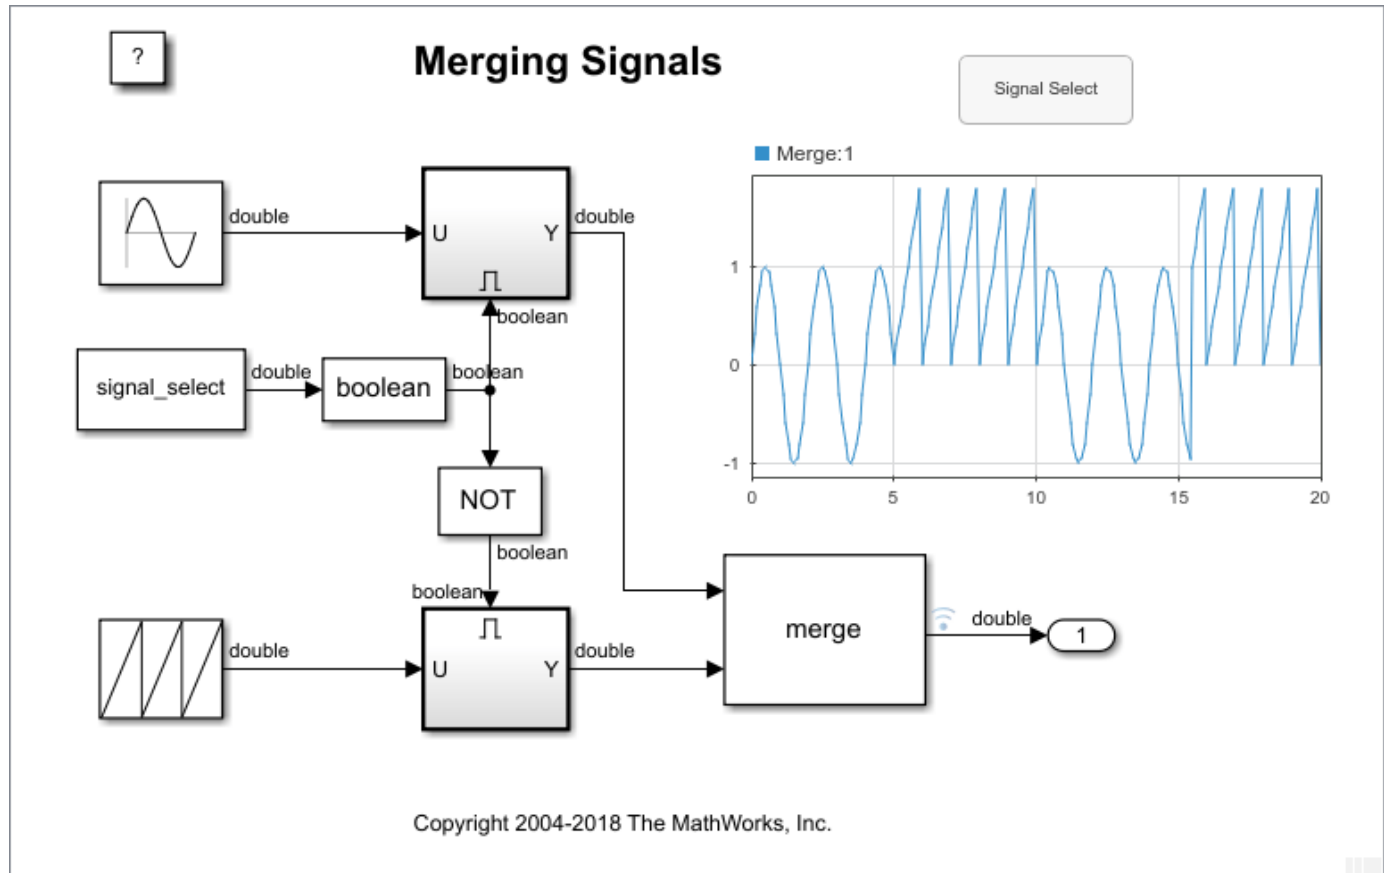 ?
Merging Signals
Signal Select
Merge:1
double
U
Y
double
boolean
signal_select
double
boolean
boolean
NOT
boolean
boolean
double
U
Y
double
1
0
-1
0
5
10
15
20
merge
double
1
Copyright 2004-2018 The MathWorks, Inc.